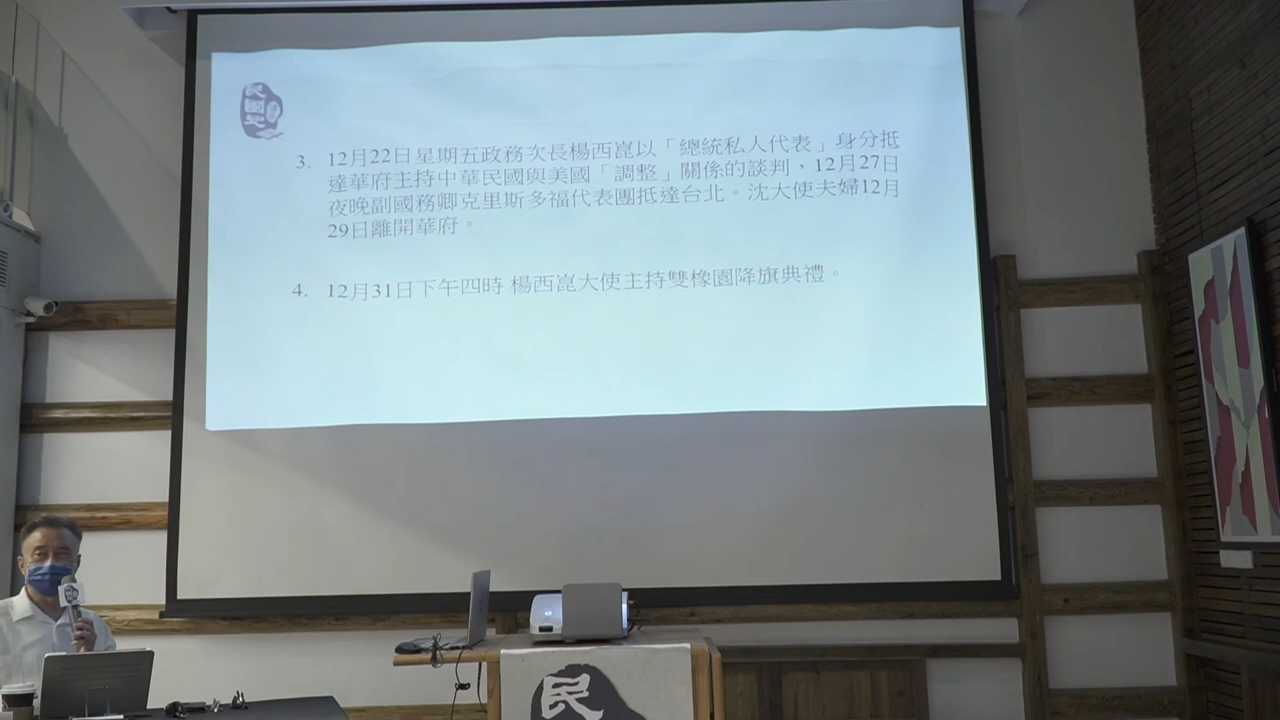 民國史
3. 12月22日星期五政務次長楊西崑以「總統私人代表」身分抵
達華府主持中華民國與美國「調整」關係的談判，12月27日
夜晚副國務卿克里斯多福代表團抵達台北。沈大使夫婦12月
29日離開華府。
4. 12月31日下午四時 楊西崑大使主持雙橡園降旗典禮。
民